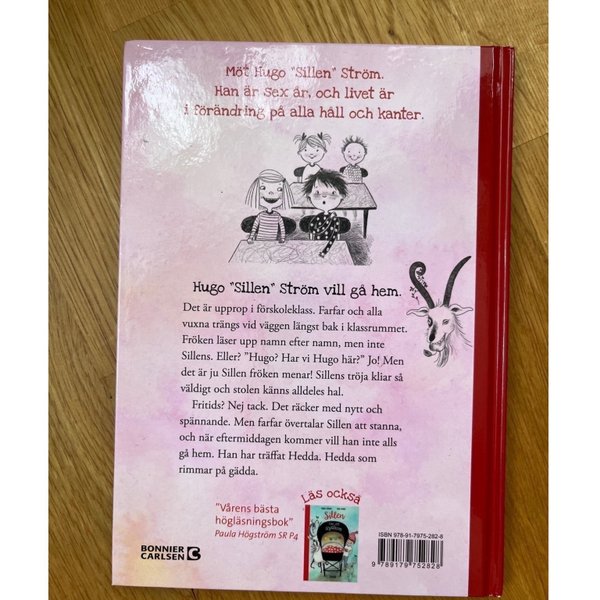 Möt Hugo "Sillen" Ström.
Han är sex år, och livet är
i förändring på alla håll och kanter.
Hugo "Sillen" Ström vill gå hem.
Det är upprop i förskoleklass. Farfar och alla
vuxna trängs vid väggen längst bak i klassrummet.
Fröken läser upp namn efter namn, men inte
Sillens. Eller? "Hugo? Har vi Hugo här?" Jo! Men
det är ju Sillen fröken menar! Sillens tröja kliar så
väldigt och stolen känns alldeles hal.
Fritids? Nej tack. Det räcker med nytt och
spännande. Men farfar övertalar Sillen att stanna,
och när eftermiddagen kommer vill han inte alls
gå hem. Han har träffat Hedda. Hedda som
rimmar på gädda.
Läs också
Sillen
"Vårens bästa
högläsningsbok"
Paula Högström SR P4
BONNIER
CARLSEN
ISBN 978-91-7975-282-8
9 789179 752828